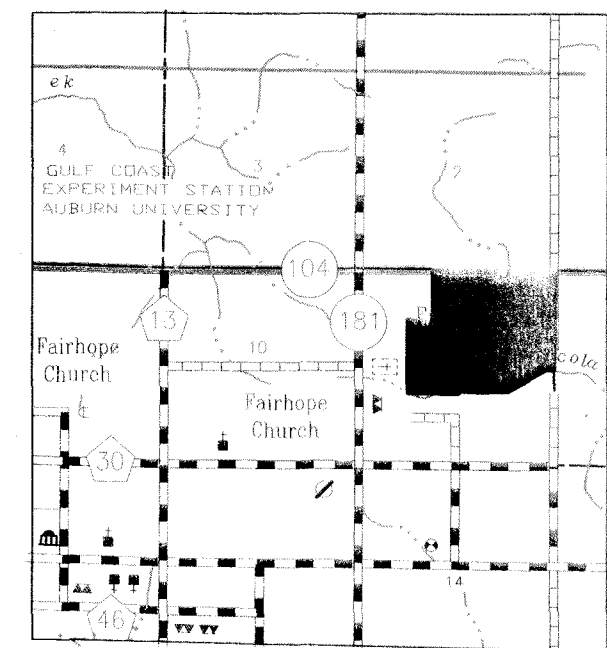 ek
4
GULF COAST
EXPERIMENT STATION
AUBURN UNIVERSITY
3
2
104
13
181
10
Fairhope
Church
cola
Fairhope
Church
30
14
46